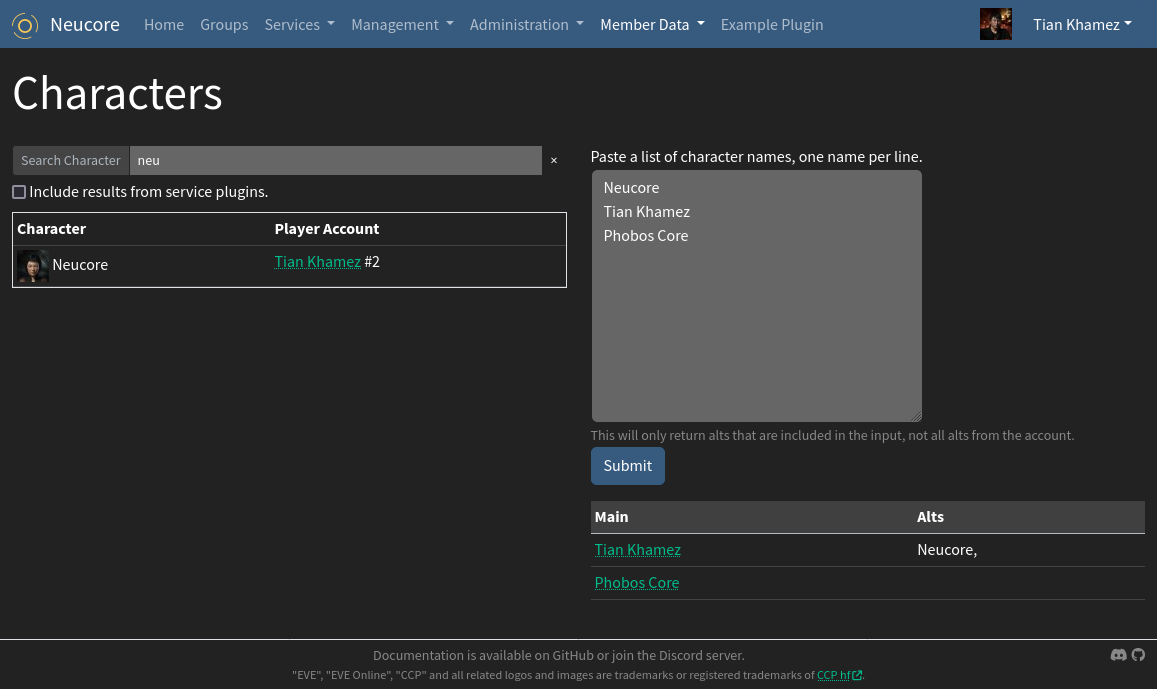 Neucore Home Groups Services Management Administration Member Data Example Plugin Tian Khamez
Characters
Search Character neu ×
Include results from service plugins.
Character Player Account
Neucore Tian Khamez #2
Paste a list of character names, one name per line.
Neucore
Tian Khamez
Phobos Core
This will only return alts that are included in the input, not all alts from the account.
Submit
Main Alts
Tian Khamez Neucore,
Phobos Core
Documentation is available on GitHub or join the Discord server.
"EVE", "EVE Online", "CCP" and all related logos and images are trademarks or registered trademarks of CCP hf.